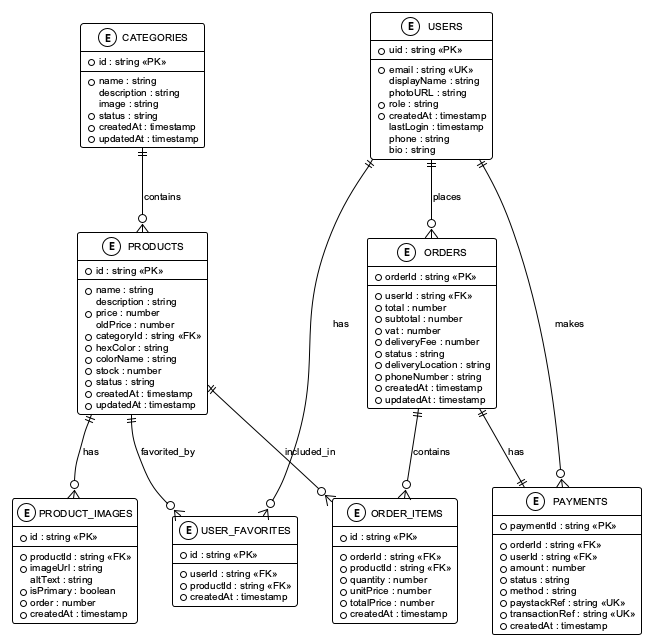 E CATEGORIES
id : string «PK»
name : string
description : string
image : string
status : string
createdAt : timestamp
updatedAt : timestamp
E USERS
uid : string «PK»
email : string «UK»
displayName : string
photoURL : string
role : string
createdAt : timestamp
lastLogin : timestamp
phone : string
bio : string
contains
places
E PRODUCTS
id : string «PK»
name : string
description : string
price : number
oldPrice : number
categoryId : string «FK»
hexColor : string
colorName : string
stock : number
status : string
createdAt : timestamp
updatedAt : timestamp
E ORDERS
orderId : string «PK»
userId : string «FK»
total : number
subtotal : number
vat : number
deliveryFee : number
status : string
deliveryLocation : string
phoneNumber : string
createdAt : timestamp
updatedAt : timestamp
has
makes
has
favorited_by
included_in
contains
has
E PRODUCT_IMAGES
id : string «PK»
productId : string «FK»
imageUrl : string
altText : string
isPrimary : boolean
order : number
createdAt : timestamp
E USER_FAVORITES
id : string «PK»
userId : string «FK»
productId : string «FK»
createdAt : timestamp
E ORDER_ITEMS
id : string «PK»
orderId : string «FK»
productId : string «FK»
quantity : number
unitPrice : number
totalPrice : number
createdAt : timestamp
E PAYMENTS
paymentId : string «PK»
orderId : string «FK»
userId : string «FK»
amount : number
status : string
method : string
paystackRef : string «UK»
transactionRef : string «UK»
createdAt : timestamp